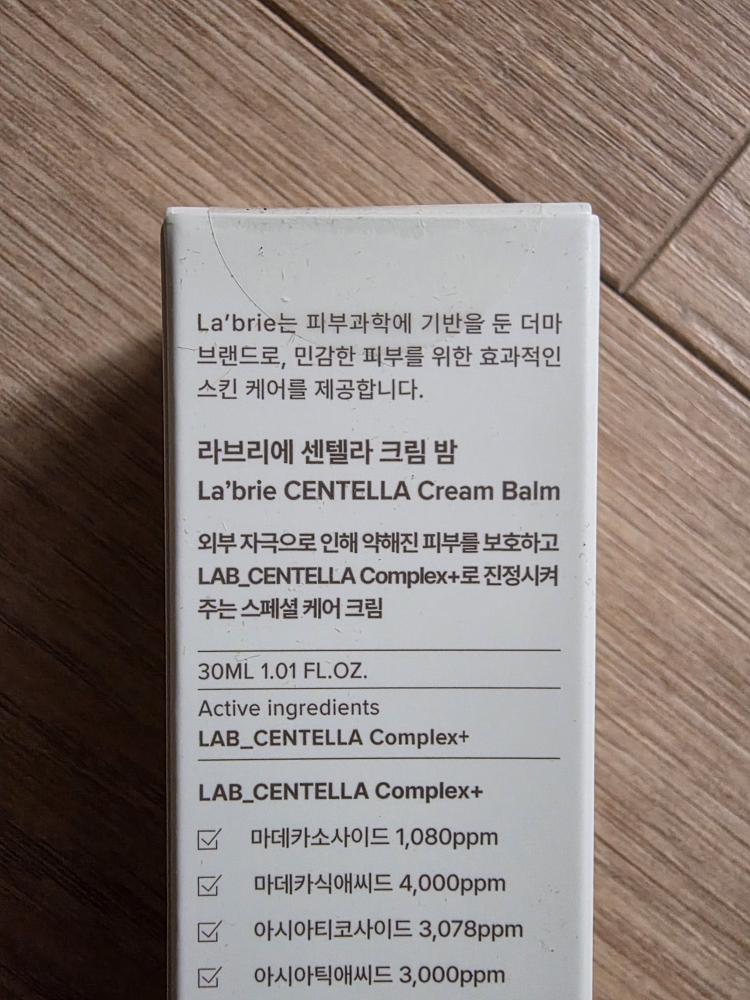 La'brie는 피부과학에 기반을 둔 더마
브랜드로, 민감한 피부를 위한 효과적인
스킨 케어를 제공합니다.
라브리에 센텔라 크림 밤
La'brie CENTELLA Cream Balm
외부 자극으로 인해 약해진 피부를 보호하고
LAB_CENTELLA Complex+로 진정시켜
주는 스페셜 케어 크림
30ML 1.01 FL.OZ.
Active ingredients
LAB_CENTELLA Complex+
LAB_CENTELLA Complex+
☑ 마데카소사이드 1,080ppm
☑ 마데카식애씨드 4,000ppm
☑ 아시아티코사이드 3,078ppm
☑ 아시아틱애씨드 3,000ppm